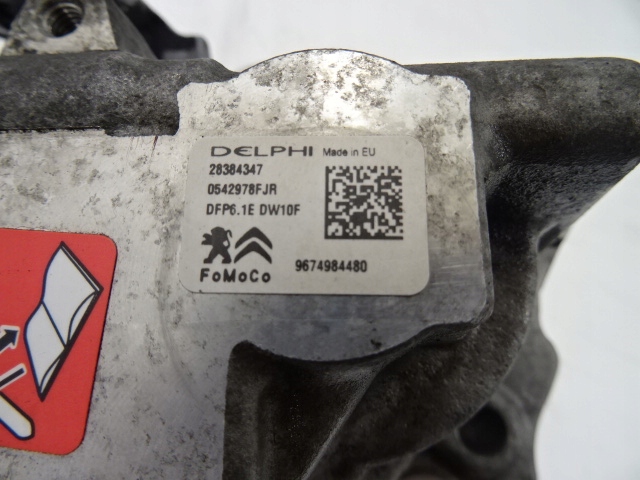 DELPHI Made in EU
28384347
0542978FJR
DFP6.1E DW10F
FoMoCo
9674984480